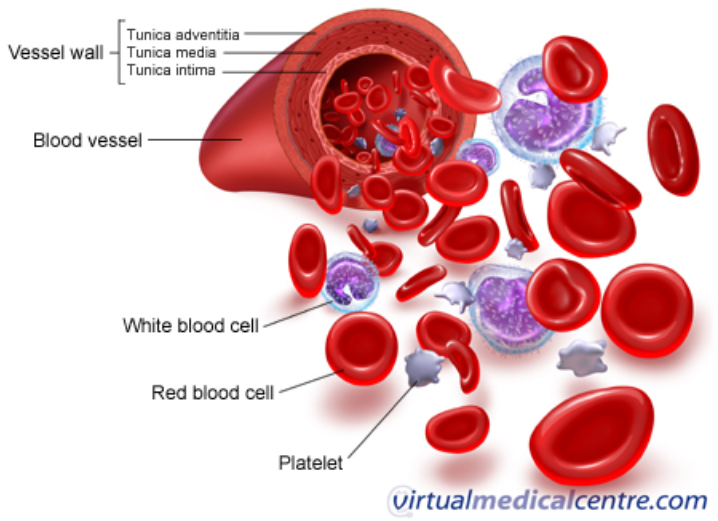 Tunica adventitia
Vessel wall
Tunica media
Tunica intima
Blood vessel
White blood cell
Red blood cell
Platelet
virtualmedicalcentre.com